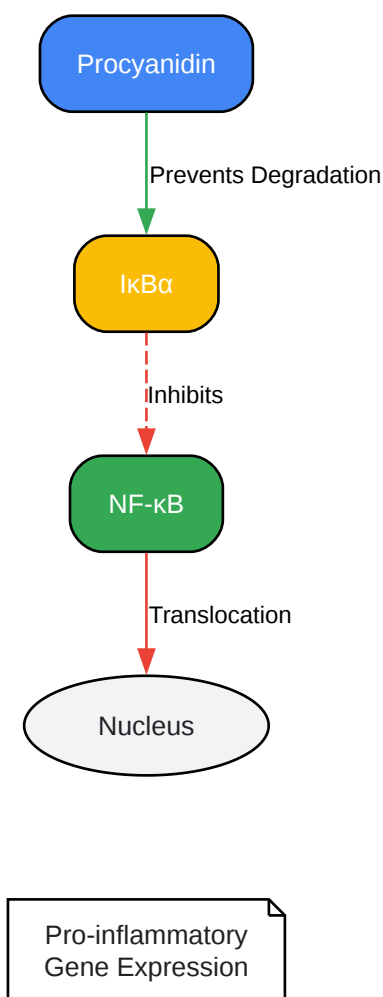 Procyanidin
Prevents Degradation
IκBα
Inhibits
NF-κB
Translocation
Nucleus
Pro-inflammatory
Gene Expression